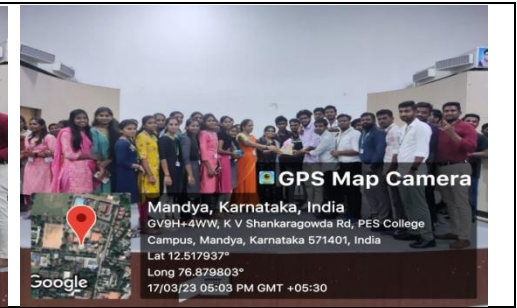 GPS Map Camera
Mandya, Karnataka, India
GV9H+4WW, K V Shankaragowda Rd, PES College
Campus, Mandya, Karnataka 571401, India
Lat 12.517937°
Long 76.879803°
17/03/23 05:03 PM GMT +05:30
Google